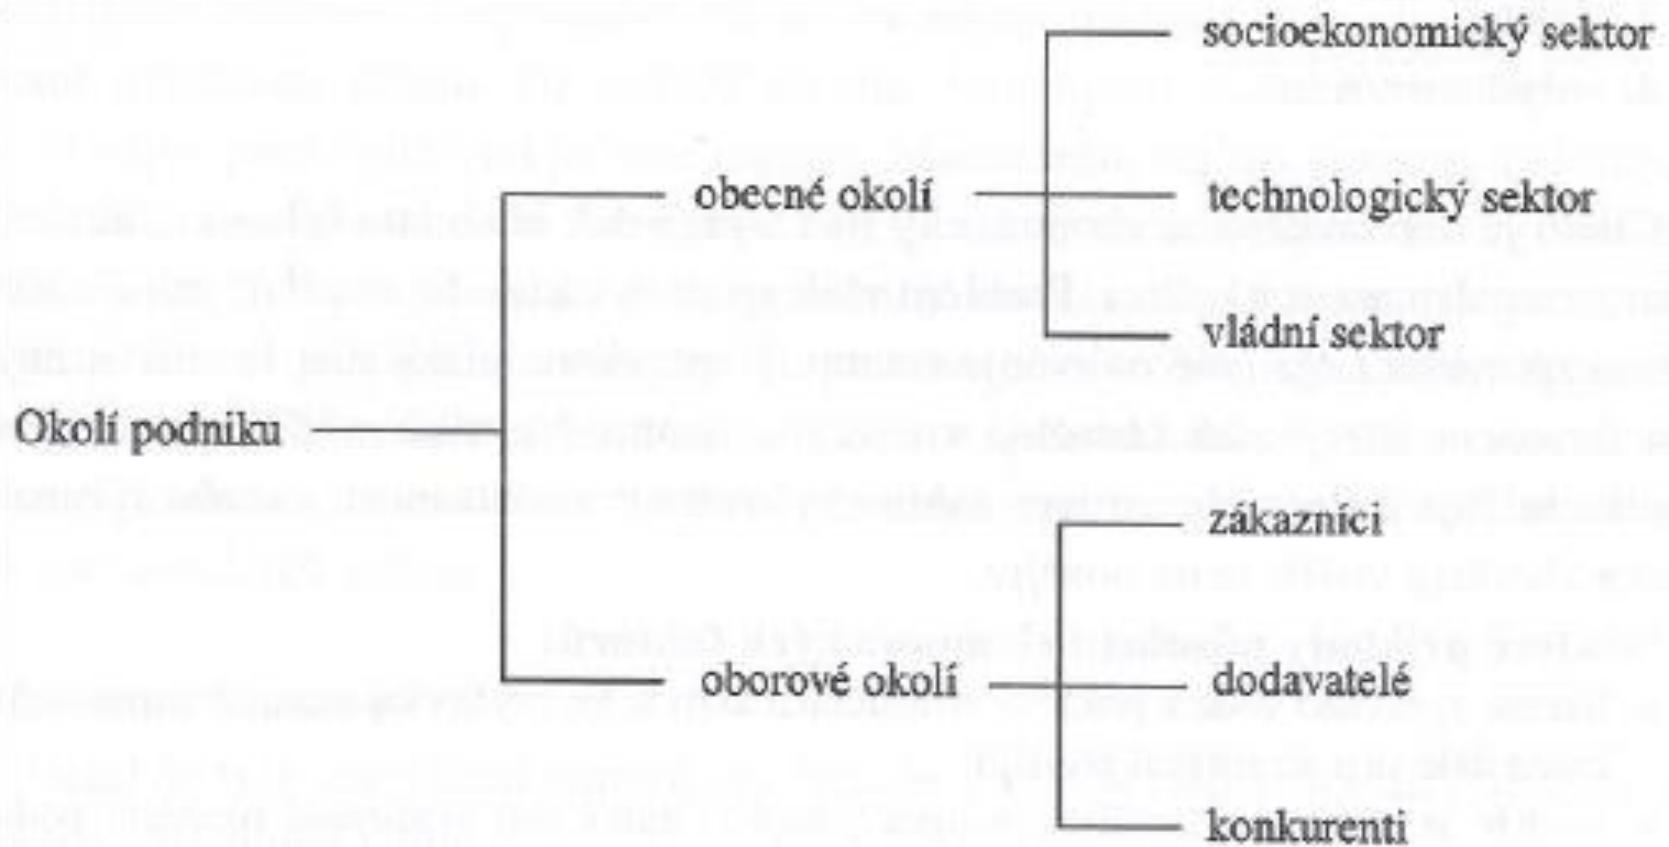 socioekonomický sektor
obecné okolí
technologický sektor
vládní sektor
Okolí podniku
zákazníci
oborové okolí
dodavatelé
konkurenti